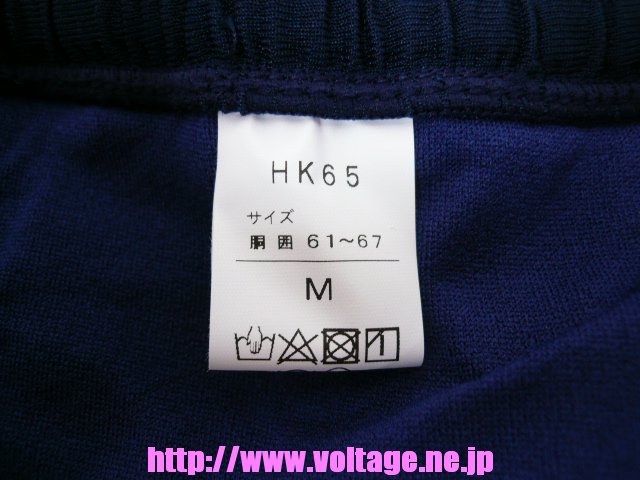 HK65
サイズ
胴囲 61～67
M
http://www.voltage.ne.jp